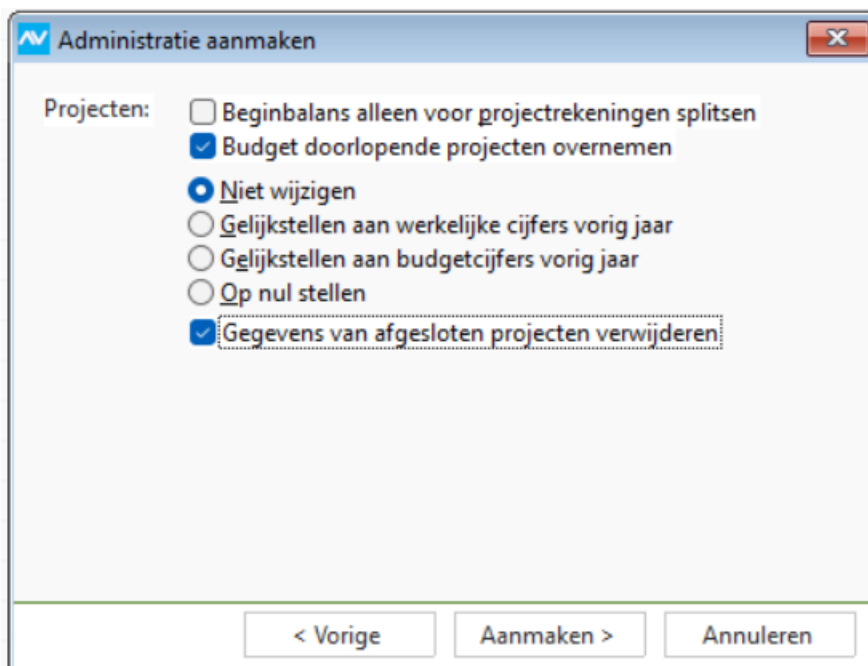 Administratie aanmaken
Projecten:
Beginbalans alleen voor projectrekeningen splitsen
Budget doorlopende projecten overnemen
Niet wijzigen
Gelijkstellen aan werkelijke cijfers vorig jaar
Gelijkstellen aan budgetcijfers vorig jaar
Op nul stellen
Gegevens van afgesloten projecten verwijderen
< Vorige
Aanmaken >
Annuleren